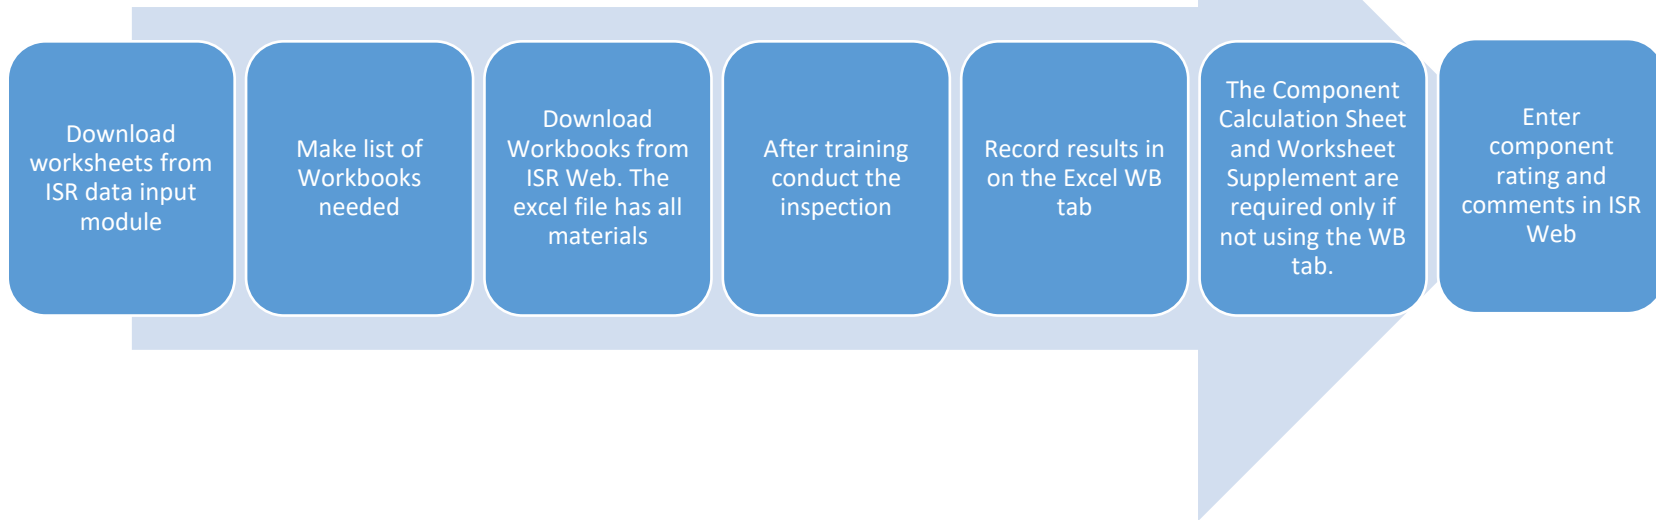 Download
worksheets from
ISR data input
module
Make list of
Workbooks
needed
Download
Workbooks from
ISR Web. The
excel file has all
materials
After training
conduct the
inspection
Record results in
on the Excel WB
tab
The Component
Calculation Sheet
and Worksheet
Supplement are
required only if
not using the WB
tab.
Enter
component
rating and
comments in ISR
Web